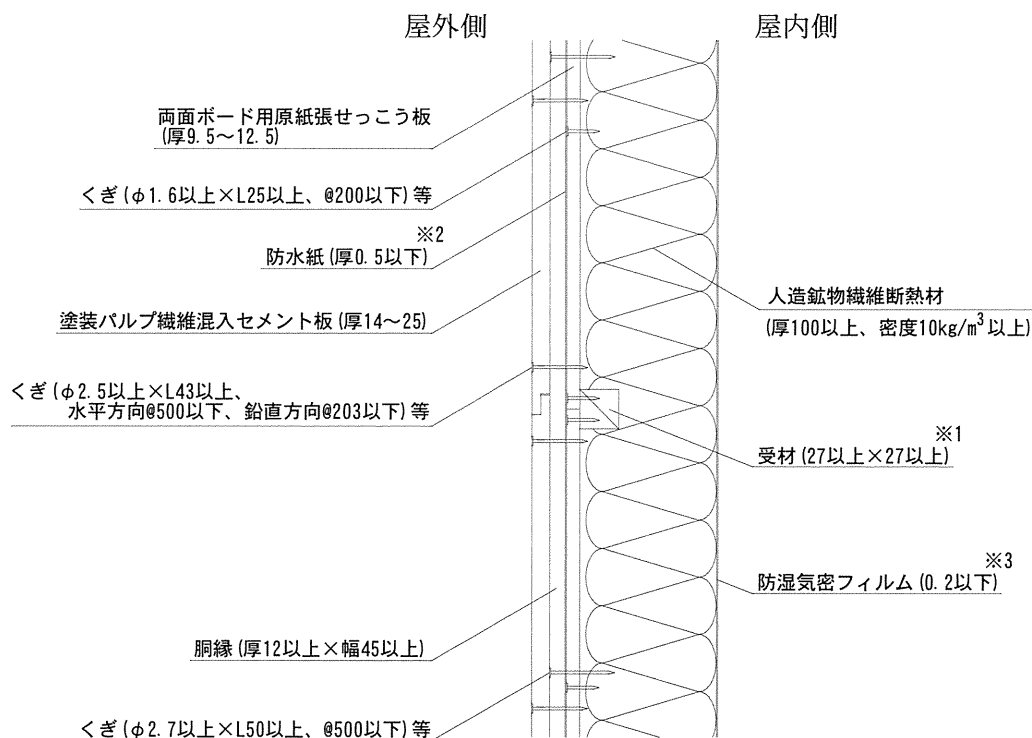 屋外側
屋内側
両面ボード用原紙張せっこう板
(厚9.5～12.5)
くぎ(φ1.6以上×L25以上、@200以下)等
※2
防水紙(厚0.5以下)
塗装パルプ繊維混入セメント板(厚14～25)
くぎ(φ2.5以上×L43以上、
水平方向@500以下、鉛直方向@203以下)等
胴縁(厚12以上×幅45以上)
くぎ(φ2.7以上×L50以上、@500以下)等
人造鉱物繊維断熱材
(厚100以上、密度10kg/m³以上)
※1
受材(27以上×27以上)
※3
防湿気密フィルム(0.2以下)